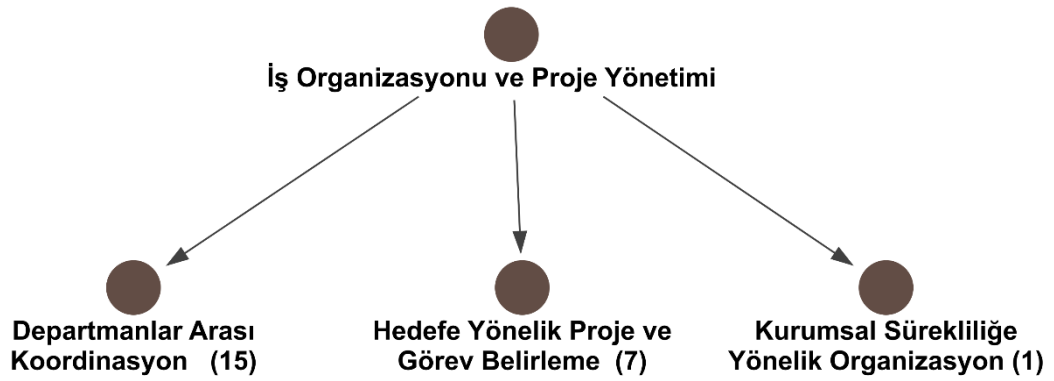 İş Organizasyonu ve Proje Yönetimi
Departmanlar Arası
Koordinasyon (15)
Hedefe Yönelik Proje ve
Görev Belirleme (7)
Kurumsal Sürekliliğe
Yönelik Organizasyon (1)